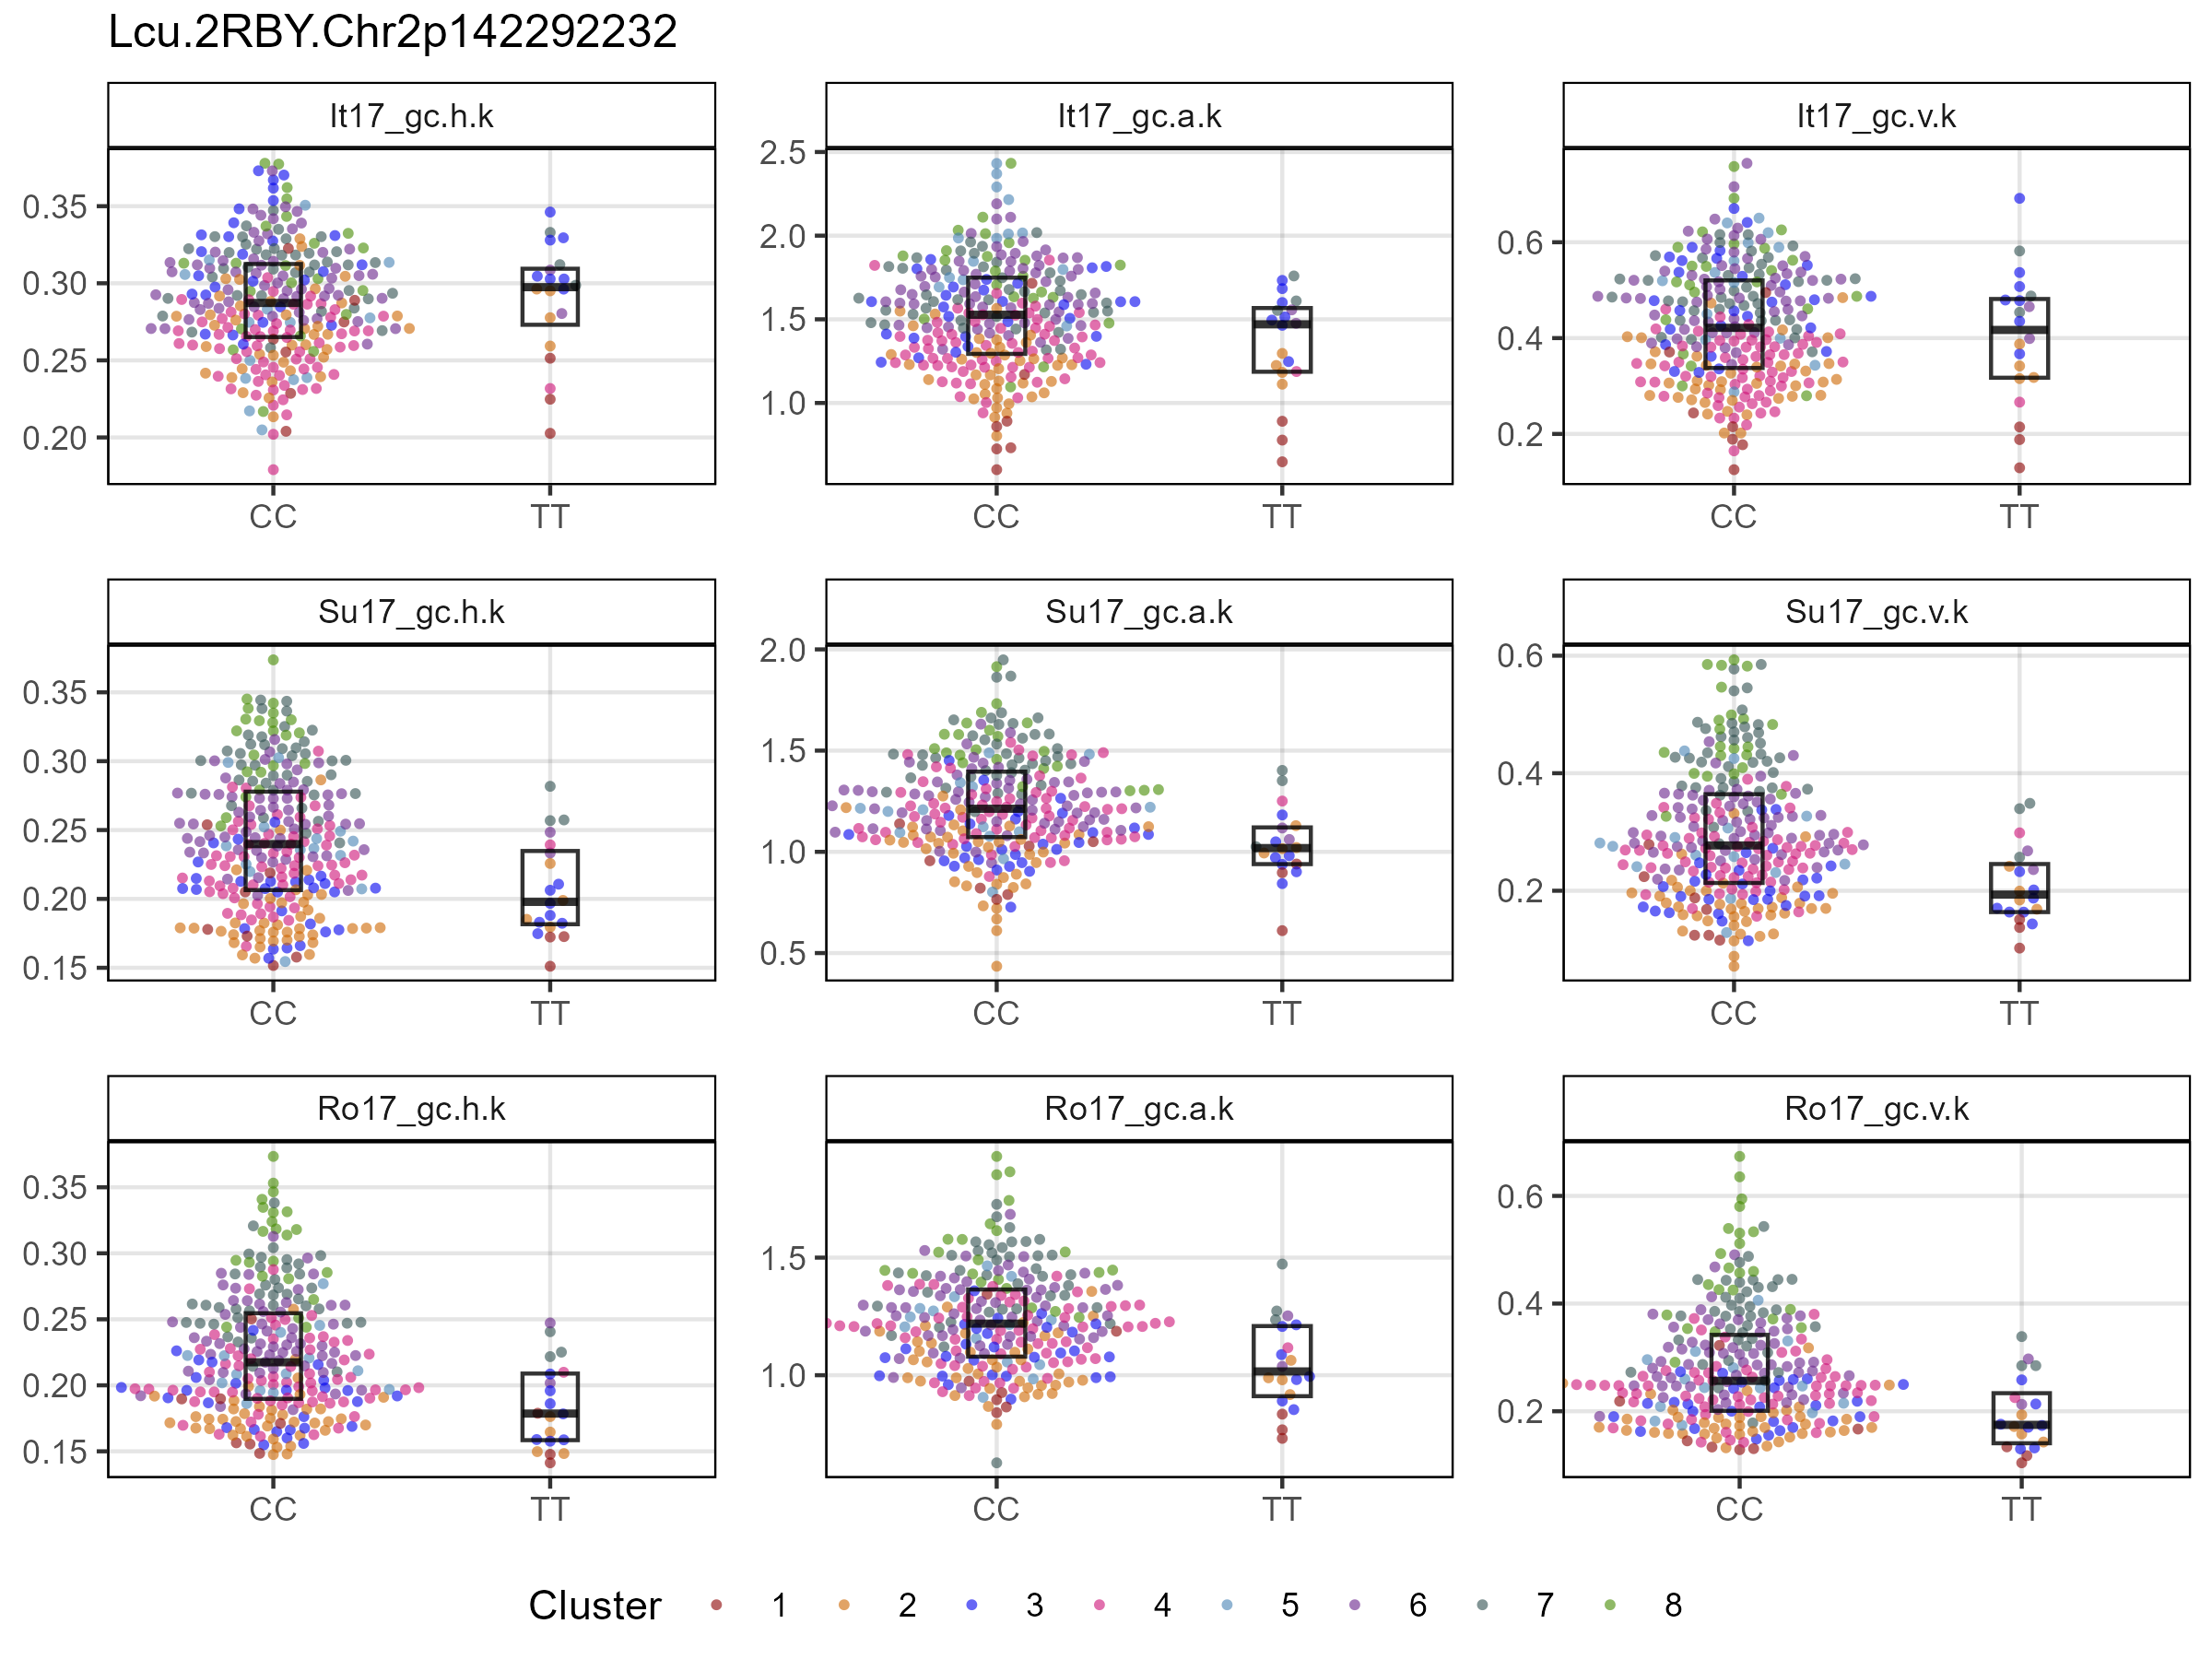 Lcu.2RBY.Chr2p142292232
It17_gc.h.k
It17_gc.a.k
It17_gc.v.k
0.35
0.30
0.25
0.20
CC
TT
2.5
2.0
1.5
1.0
CC
TT
0.6
0.4
0.2
CC
TT
Su17_gc.h.k
Su17_gc.a.k
Su17_gc.v.k
0.35
0.30
0.25
0.20
0.15
CC
TT
2.0
1.5
1.0
0.5
CC
TT
0.6
0.4
0.2
CC
TT
Ro17_gc.h.k
Ro17_gc.a.k
Ro17_gc.v.k
0.35
0.30
0.25
0.20
0.15
CC
TT
1.5
1.0
CC
TT
0.6
0.4
0.2
CC
TT
Cluster 1 2 3 4 5 6 7 8